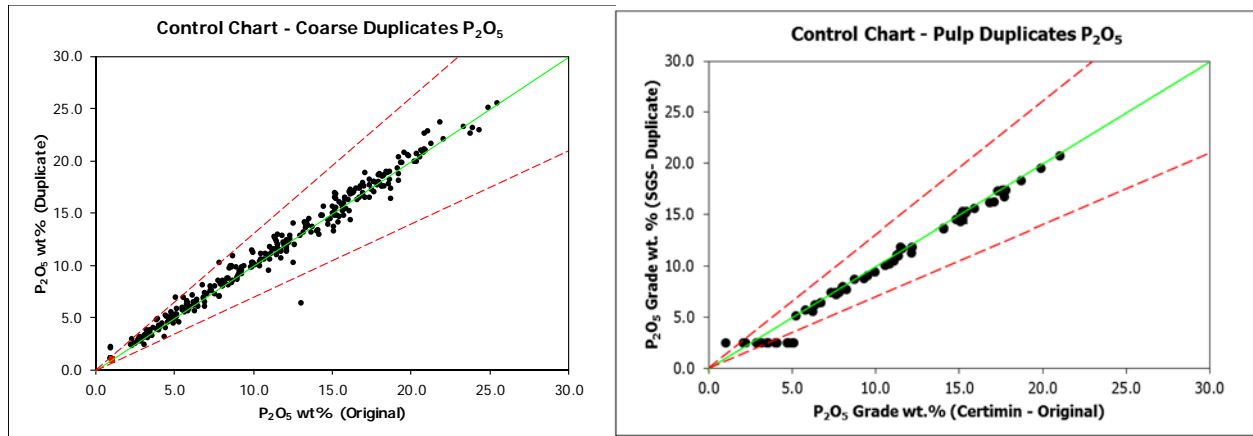 Control Chart - Coarse Duplicates P₂O₅
30.0
25.0
20.0
15.0
10.0
5.0
0.0
P₂O₅ wt% (Duplicate)
0.0 5.0 10.0 15.0 20.0 25.0 30.0
P₂O₅ wt% (Original)
Control Chart - Pulp Duplicates P₂O₅
30.0
25.0
20.0
15.0
10.0
5.0
0.0
P₂O₅ Grade wt. % (SGS- Duplicate)
0.0 5.0 10.0 15.0 20.0 25.0 30.0
P₂O₅ Grade wt.% (Certimin - Original)